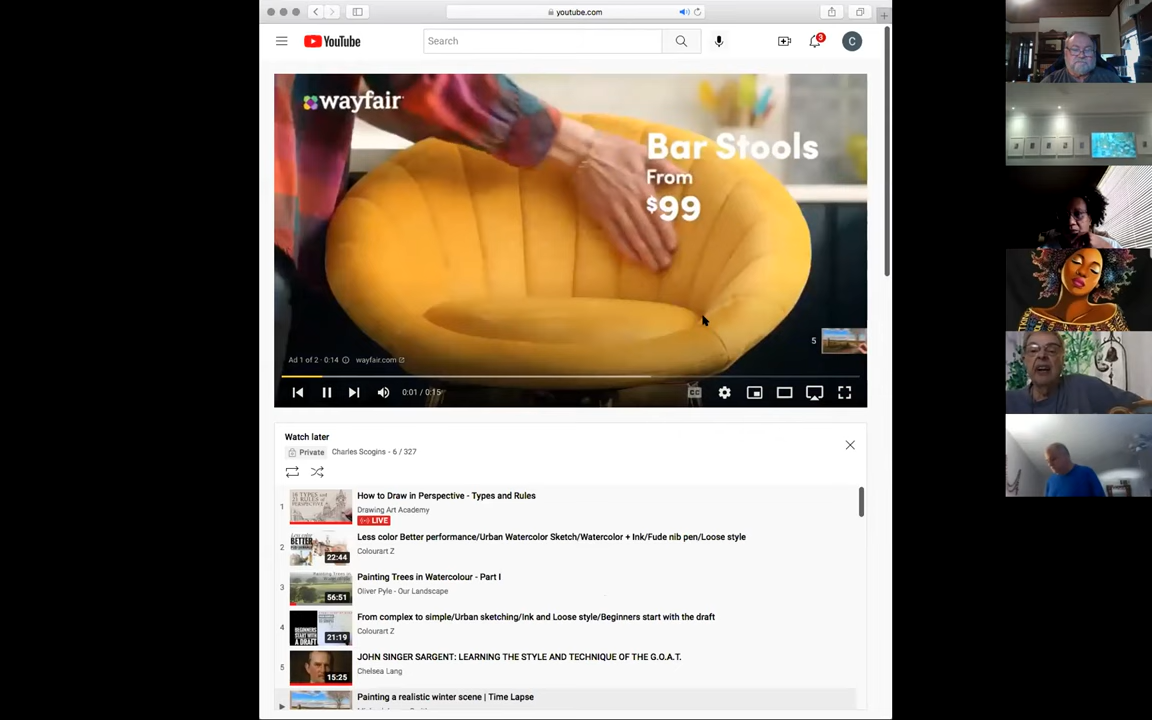 youtube.com
YouTube
Search
3
C
wayfair
Bar Stools
From
$99
5
Ad 1 of 2 · 0:14
wayfair.com
0:01 / 0:15
CC
Watch later
Private
Charles Scogins - 6 / 327
1
How to Draw in Perspective - Types and Rules
Drawing Art Academy
LIVE
2
Less color Better performance/Urban Watercolor Sketch/Watercolor + Ink/Fude nib pen/Loose style
22:44
Colourart Z
3
Painting Trees in Watercolour - Part I
56:51
Oliver Pyle - Our Landscape
4
From complex to simple/Urban sketching/Ink and Loose style/Beginners start with the draft
21:19
Colourart Z
5
JOHN SINGER SARGENT: LEARNING THE STYLE AND TECHNIQUE OF THE G.O.A.T.
15:25
Chelsea Lang
Painting a realistic winter scene | Time Lapse